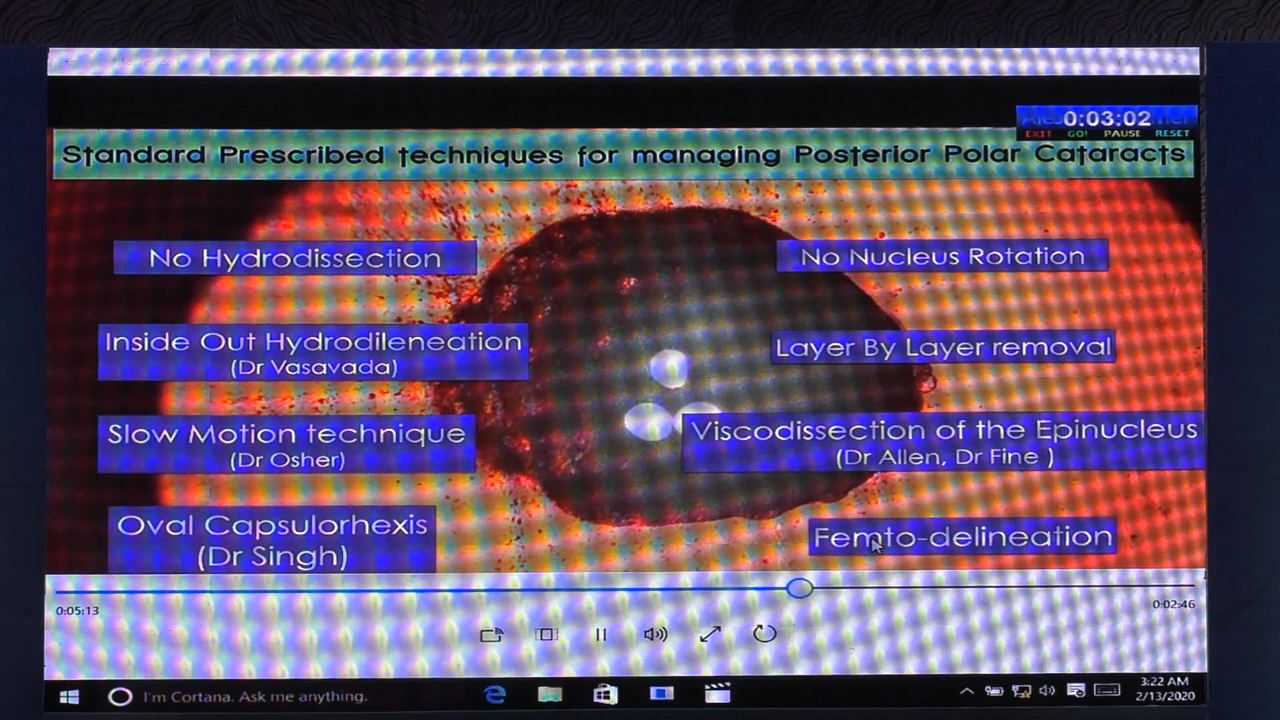 0:03:02
EXIT GO! PAUSE RESET
Standard Prescribed techniques for managing Posterior Polar Cataracts
No Hydrodissection
No Nucleus Rotation
Inside Out Hydrodileneation
(Dr Vasavada)
Layer By Layer removal
Slow Motion technique
(Dr Osher)
Viscodissection of the Epinucleus
(Dr Allen, Dr Fine )
Oval Capsulorhexis
(Dr Singh)
Femto-delineation
0:05:13
0:02:46
I'm Cortana. Ask me anything.
3:22 AM
2/13/2020